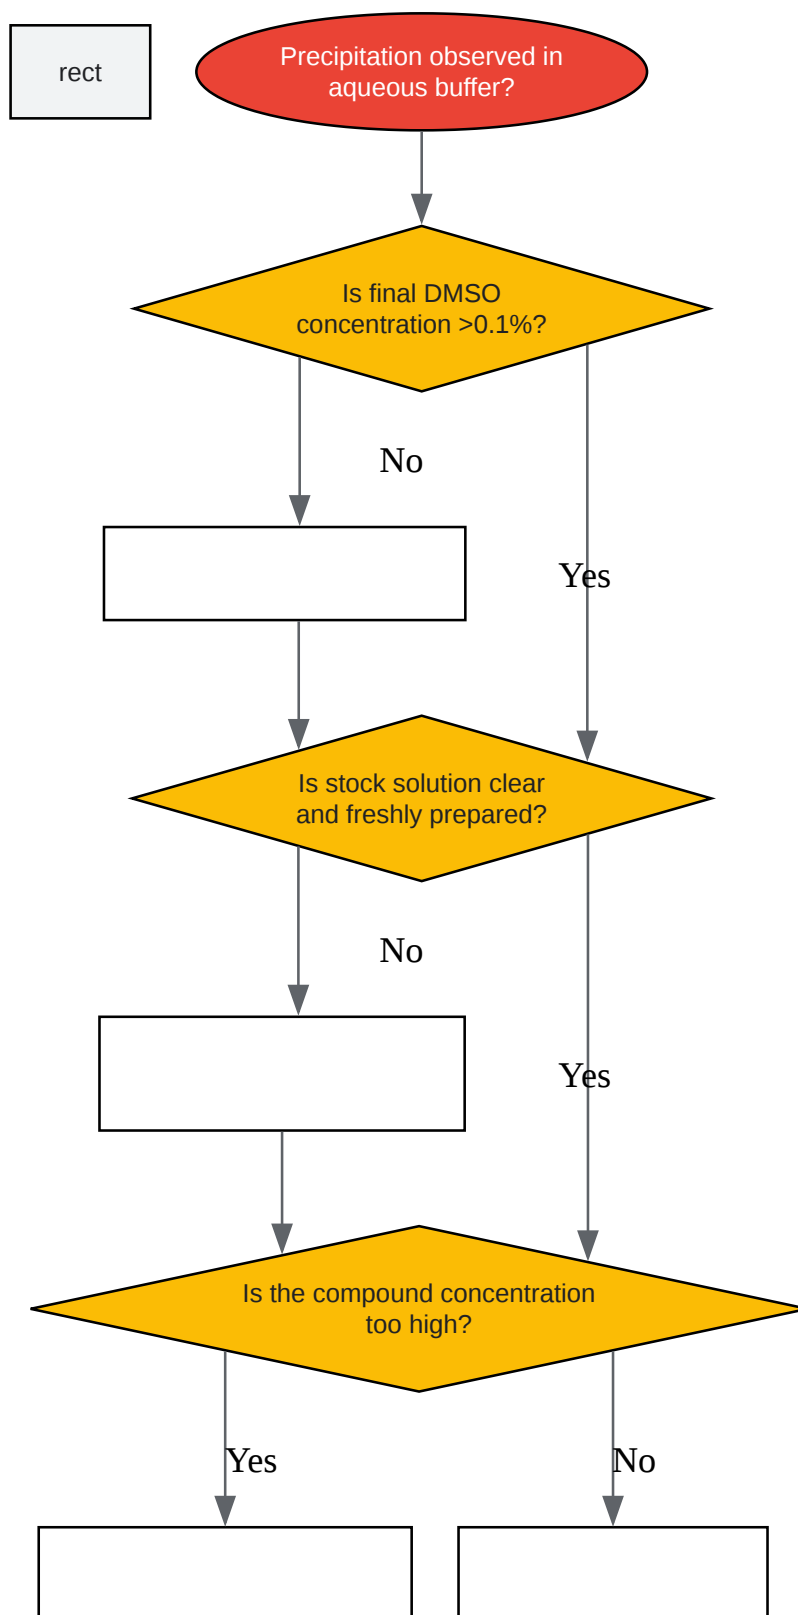 rect
Precipitation observed in
aqueous buffer?
Is final DMSO
concentration >0.1%?
No
Yes
Is stock solution clear
and freshly prepared?
No
Yes
Is the compound concentration
too high?
Yes
No